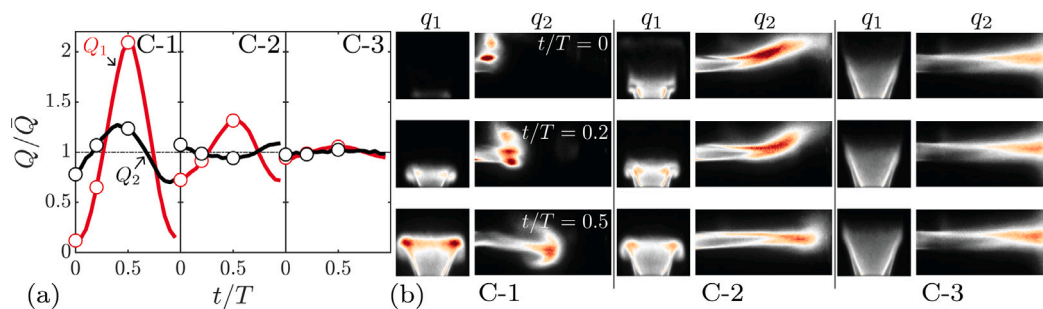 q₁ q₂ q₁ q₂ q₁ q₂
2 Q₁ C-1 C-2 C-3
1.5
1
0.5
0
Q/Q̄
Q₂
0 0.5 0 0.5 0 0.5
(a) t/T
t/T = 0
t/T = 0.2
t/T = 0.5
(b) C-1 C-2 C-3